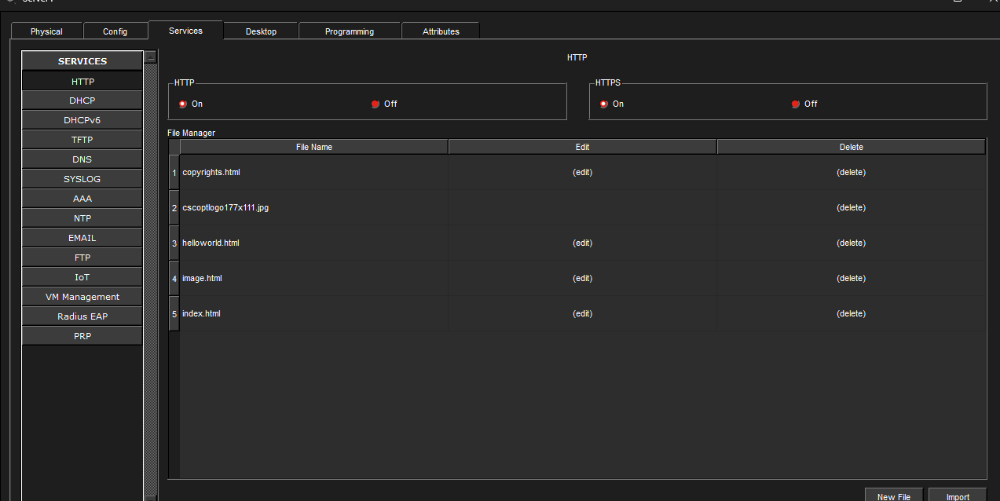 Physical Config Services Desktop Programming Attributes
SERVICES
HTTP
DHCP
DHCPv6
TFTP
DNS
SYSLOG
AAA
NTP
EMAIL
FTP
IoT
VM Management
Radius EAP
PRP
HTTP
HTTP
On Off
HTTPS
On Off
File Manager
File Name Edit Delete
1 copyrights.html (edit) (delete)
2 cscoptlogo177x111.jpg (delete)
3 helloworld.html (edit) (delete)
4 image.html (edit) (delete)
5 index.html (edit) (delete)
New File Import